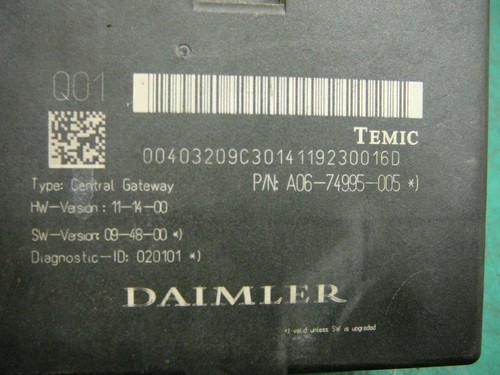 Q01
TEMIC
00403209C3014119230016D
Type: Central Gateway
P/N: A06-74995-005 *)
HW-Version : 11-14-00
SW-Version: 09-48-00 *)
Diagnostic-ID: 020101 *)
DAIMLER
*) valid unless SW is upgraded